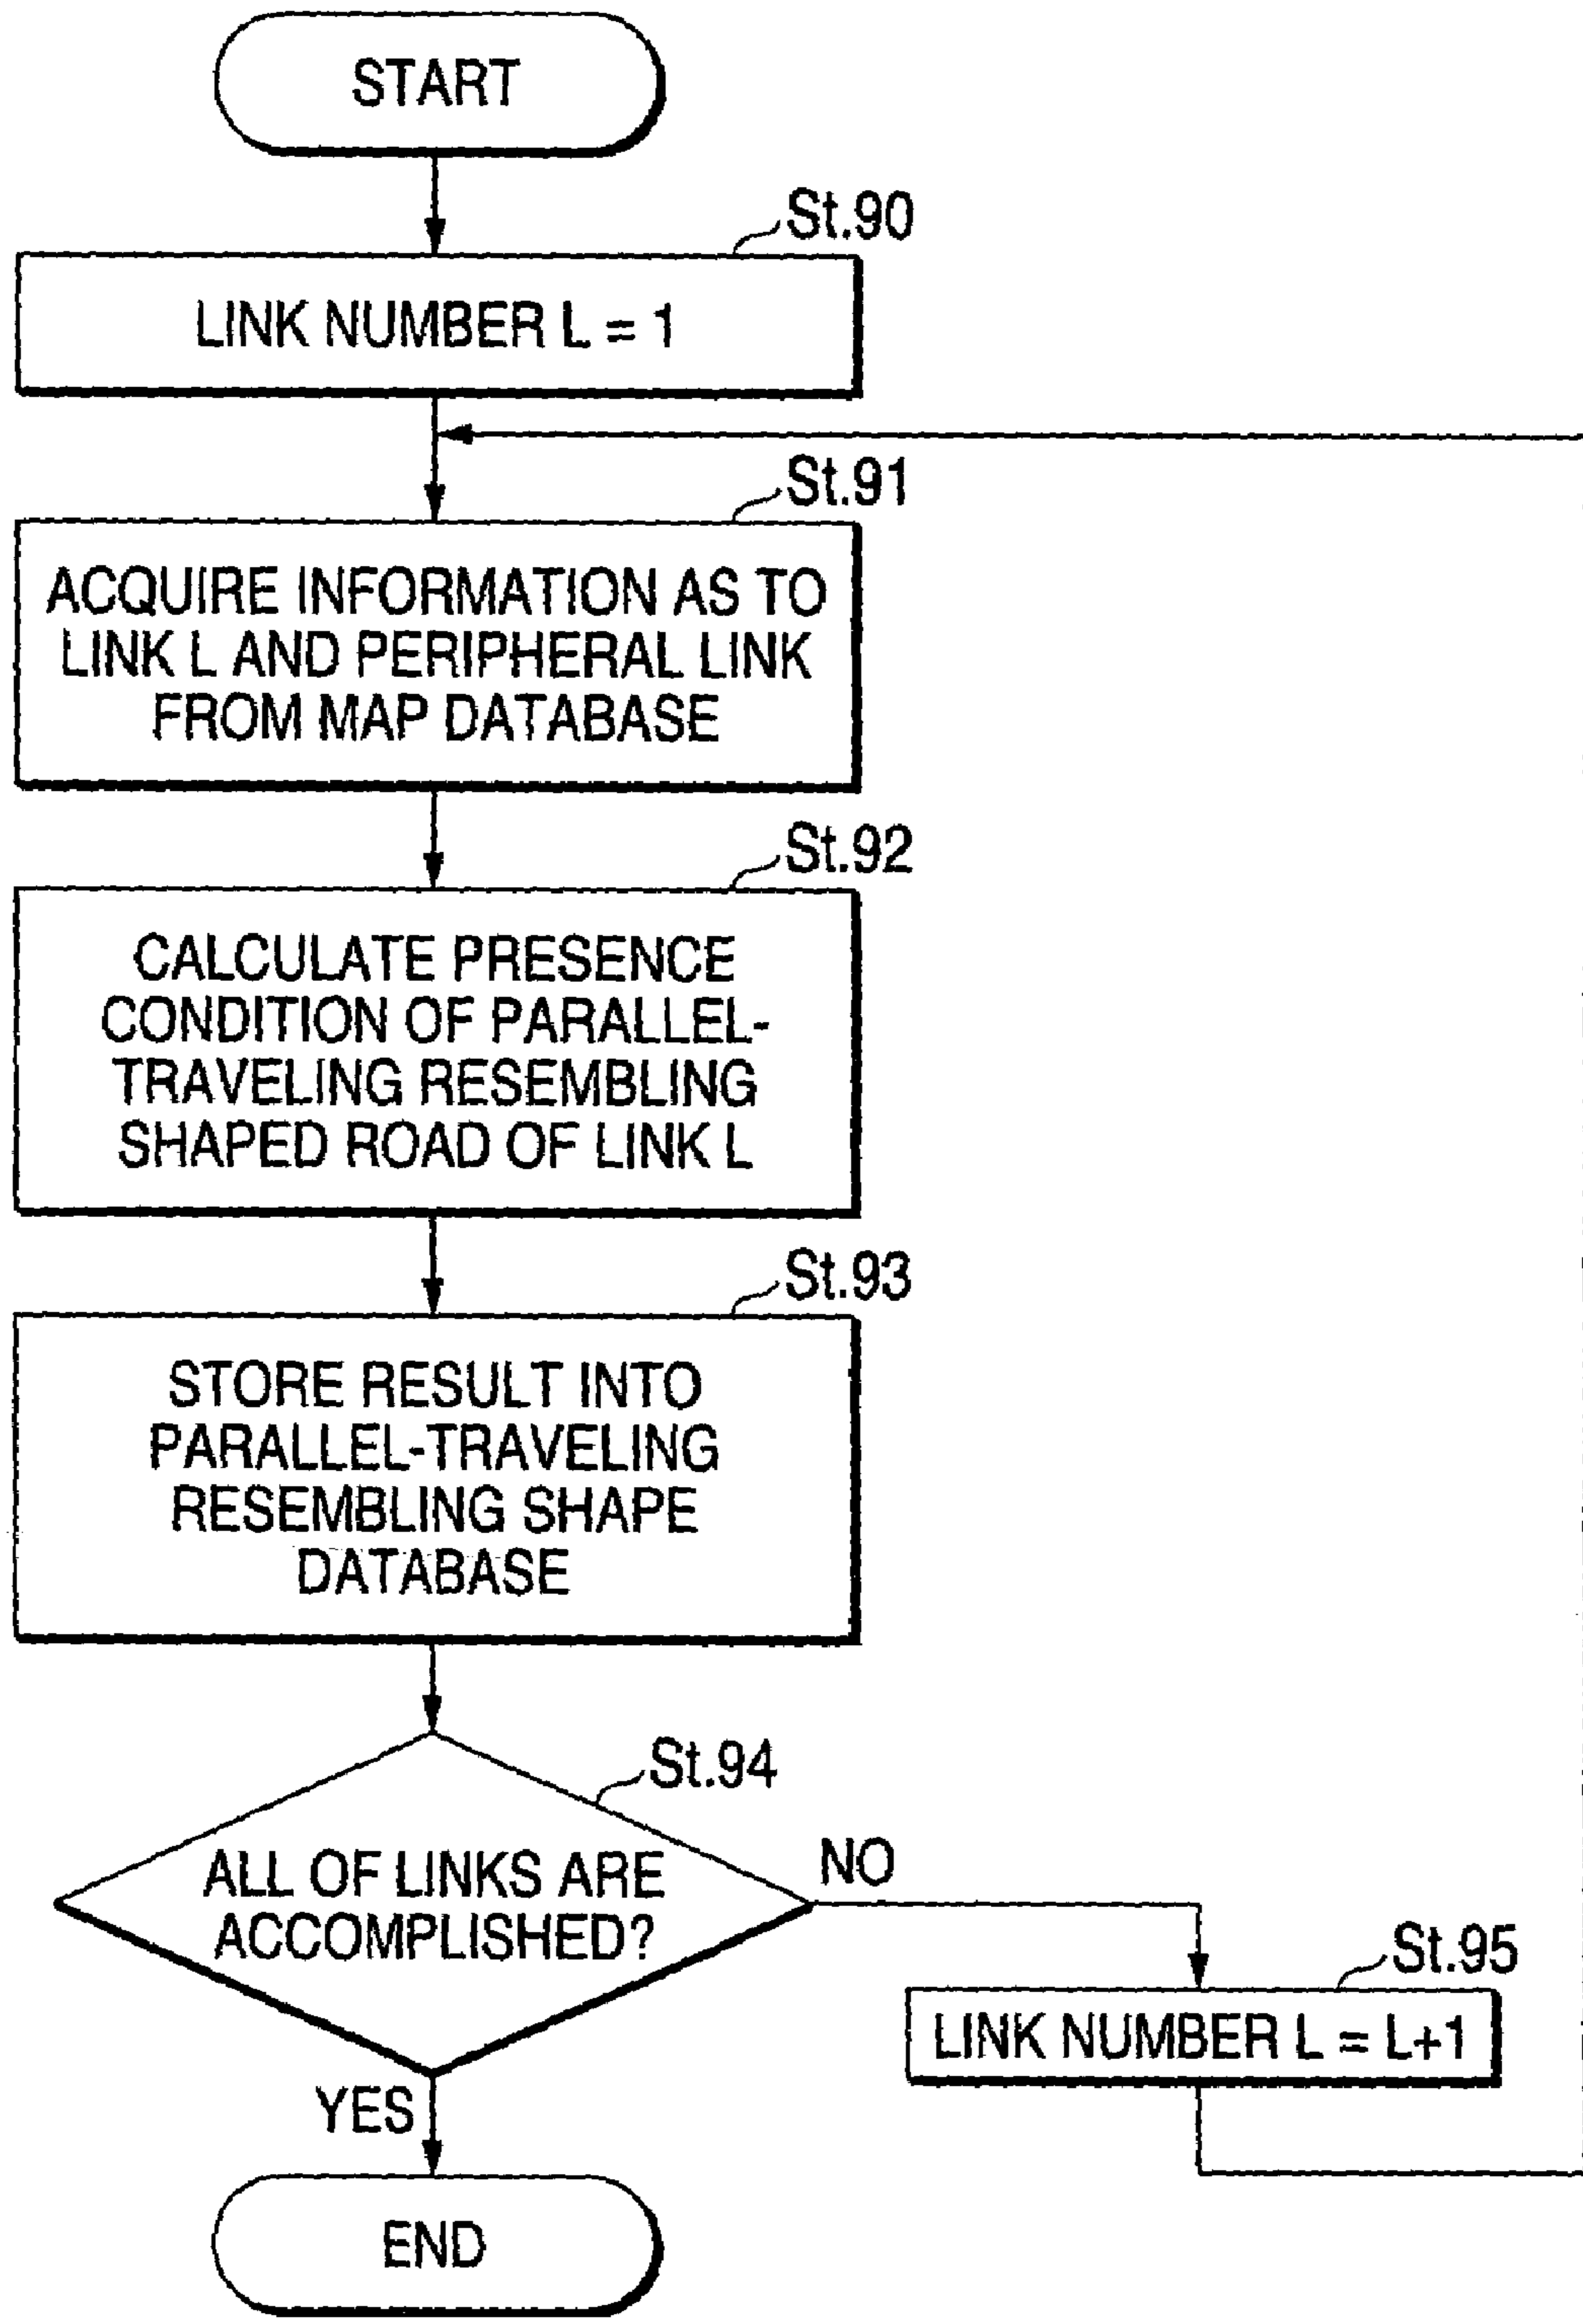 START
St.90
LINK NUMBER L = 1
St.91
ACQUIRE INFORMATION AS TO
LINK L AND PERIPHERAL LINK
FROM MAP DATABASE
St.92
CALCULATE PRESENCE
CONDITION OF PARALLEL-
TRAVELING RESEMBLING
SHAPED ROAD OF LINK L
St.93
STORE RESULT INTO
PARALLEL-TRAVELING
RESEMBLING SHAPE
DATABASE
St.94
ALL OF LINKS ARE
ACCOMPLISHED?
NO
St.95
LINK NUMBER L = L+1
YES
END